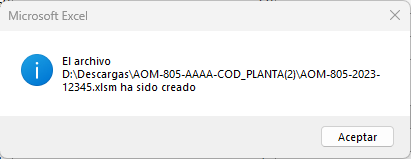 Microsoft Excel
El archivo
D:\Descargas\AOM-805-AAAA-COD_PLANTA(2)\AOM-805-2023-
12345.xlsm ha sido creado
Aceptar